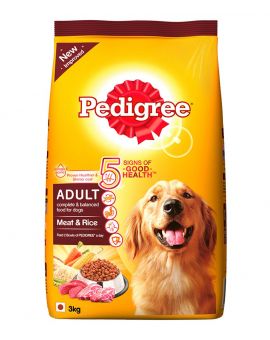 New
Improved
Pedigree
5 SIGNS OF
GOOD
HEALTH
ADULT
complete & balanced
food for dogs
Meat & Rice
3kg